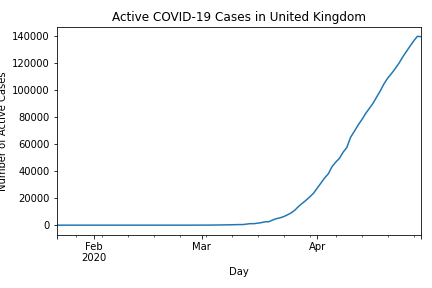 Active COVID-19 Cases in United Kingdom
Number of Active Cases
140000
120000
100000
80000
60000
40000
20000
0
Feb
2020
Mar
Apr
Day